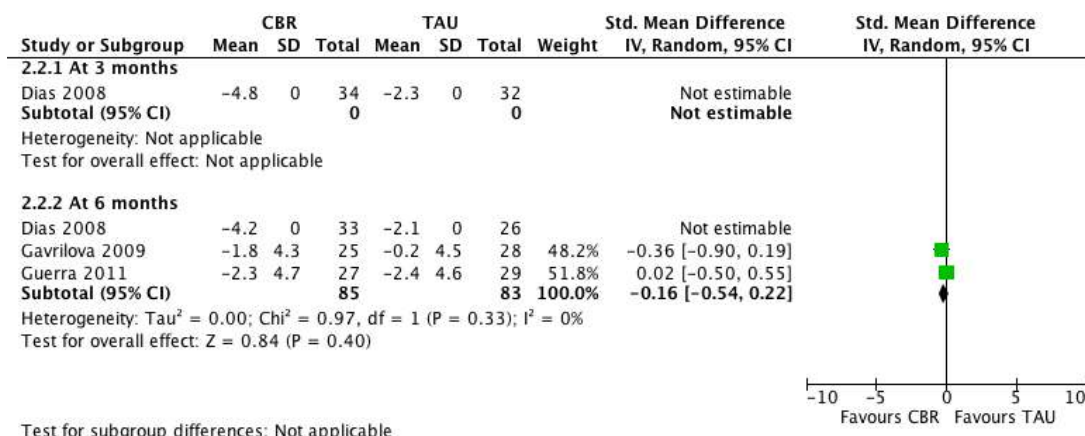 CBR TAU Std. Mean Difference Std. Mean Difference
Study or Subgroup Mean SD Total Mean SD Total Weight IV, Random, 95% CI IV, Random, 95% CI
2.2.1 At 3 months
Dias 2008 -4.8 0 34 -2.3 0 32 Not estimable
Subtotal (95% CI) 0 0 Not estimable
Heterogeneity: Not applicable
Test for overall effect: Not applicable
2.2.2 At 6 months
Dias 2008 -4.2 0 33 -2.1 0 26 Not estimable
Gavrilova 2009 -1.8 4.3 25 -0.2 4.5 28 48.2% -0.36 [-0.90, 0.19]
Guerra 2011 -2.3 4.7 27 -2.4 4.6 29 51.8% 0.02 [-0.50, 0.55]
Subtotal (95% CI) 85 83 100.0% -0.16 [-0.54, 0.22]
Heterogeneity: Tau² = 0.00; Chi² = 0.97, df = 1 (P = 0.33); I² = 0%
Test for overall effect: Z = 0.84 (P = 0.40)
-10 -5 0 5 10
Favours CBR Favours TAU
Test for subgroup differences: Not applicable